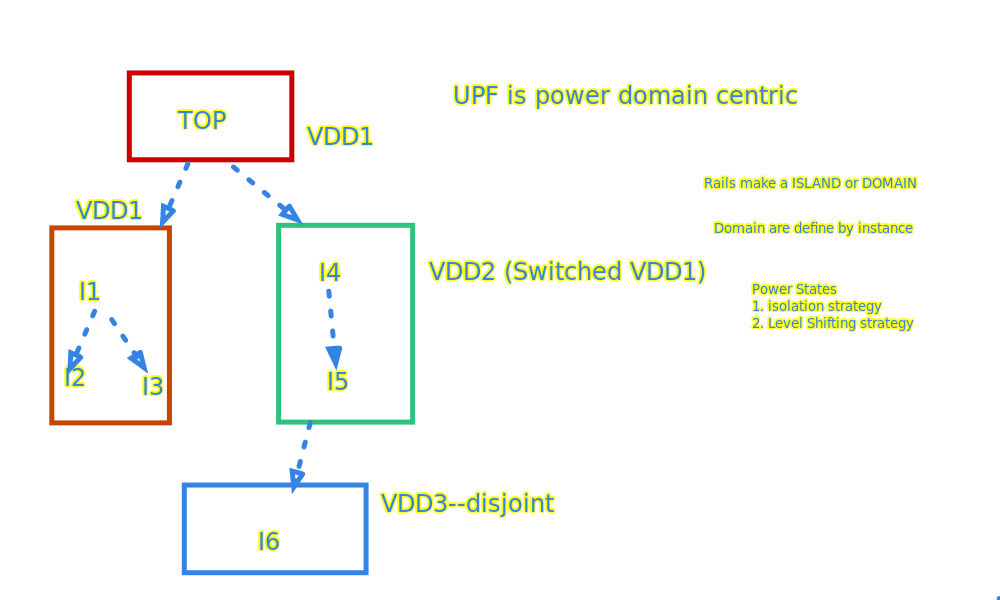 UPF is power domain centric
TOP
VDD1
Rails make a ISLAND or DOMAIN
VDD1
Domain are define by instance
I4
VDD2 (Switched VDD1)
I1
Power States
1. isolation strategy
2. Level Shifting strategy
I2
I3
I5
VDD3--disjoint
I6